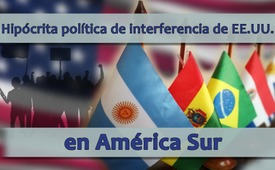 Hipócrita política de interferencia de EE.UU.
en América Sur